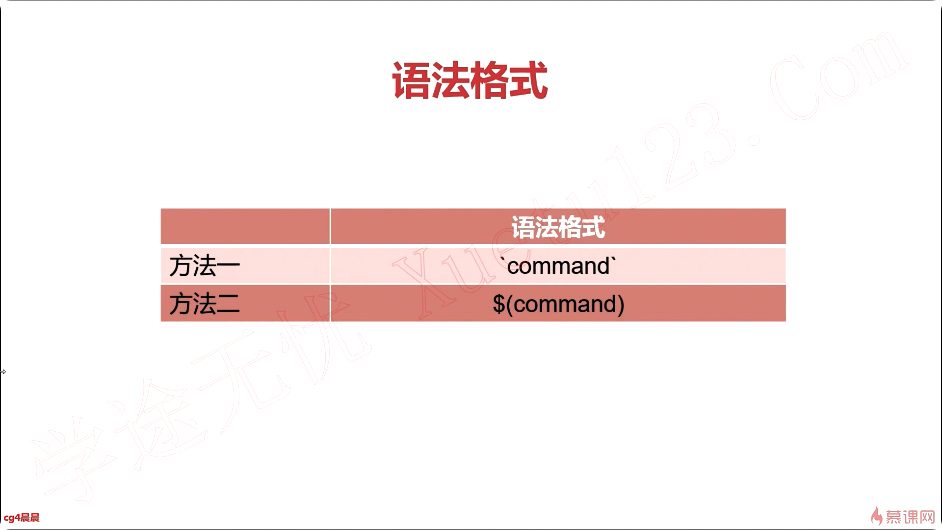 语法格式
语法格式
方法一 `command`
方法二 $(command)
学途无忧 Xuetu123.Com
cg4晨晨
慕课网